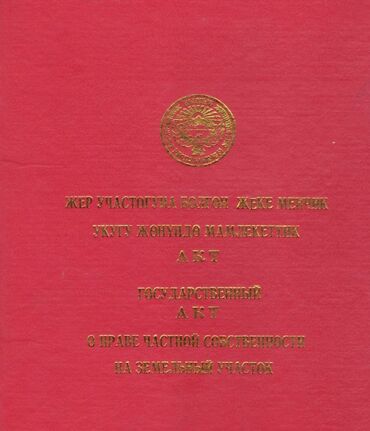 ЖЕР УЧАСТОГУНА БОЛГОН ЖЕКЕ МЕНЧИК
УКУГУ ЖӨНҮНДӨ МАМЛЕКЕТТИК
АКТ
ГОСУДАРСТВЕННЫЙ
АКТ
О ПРАВЕ ЧАСТНОЙ СОБСТВЕННОСТИ
НА ЗЕМЕЛЬНЫЙ УЧАСТОК